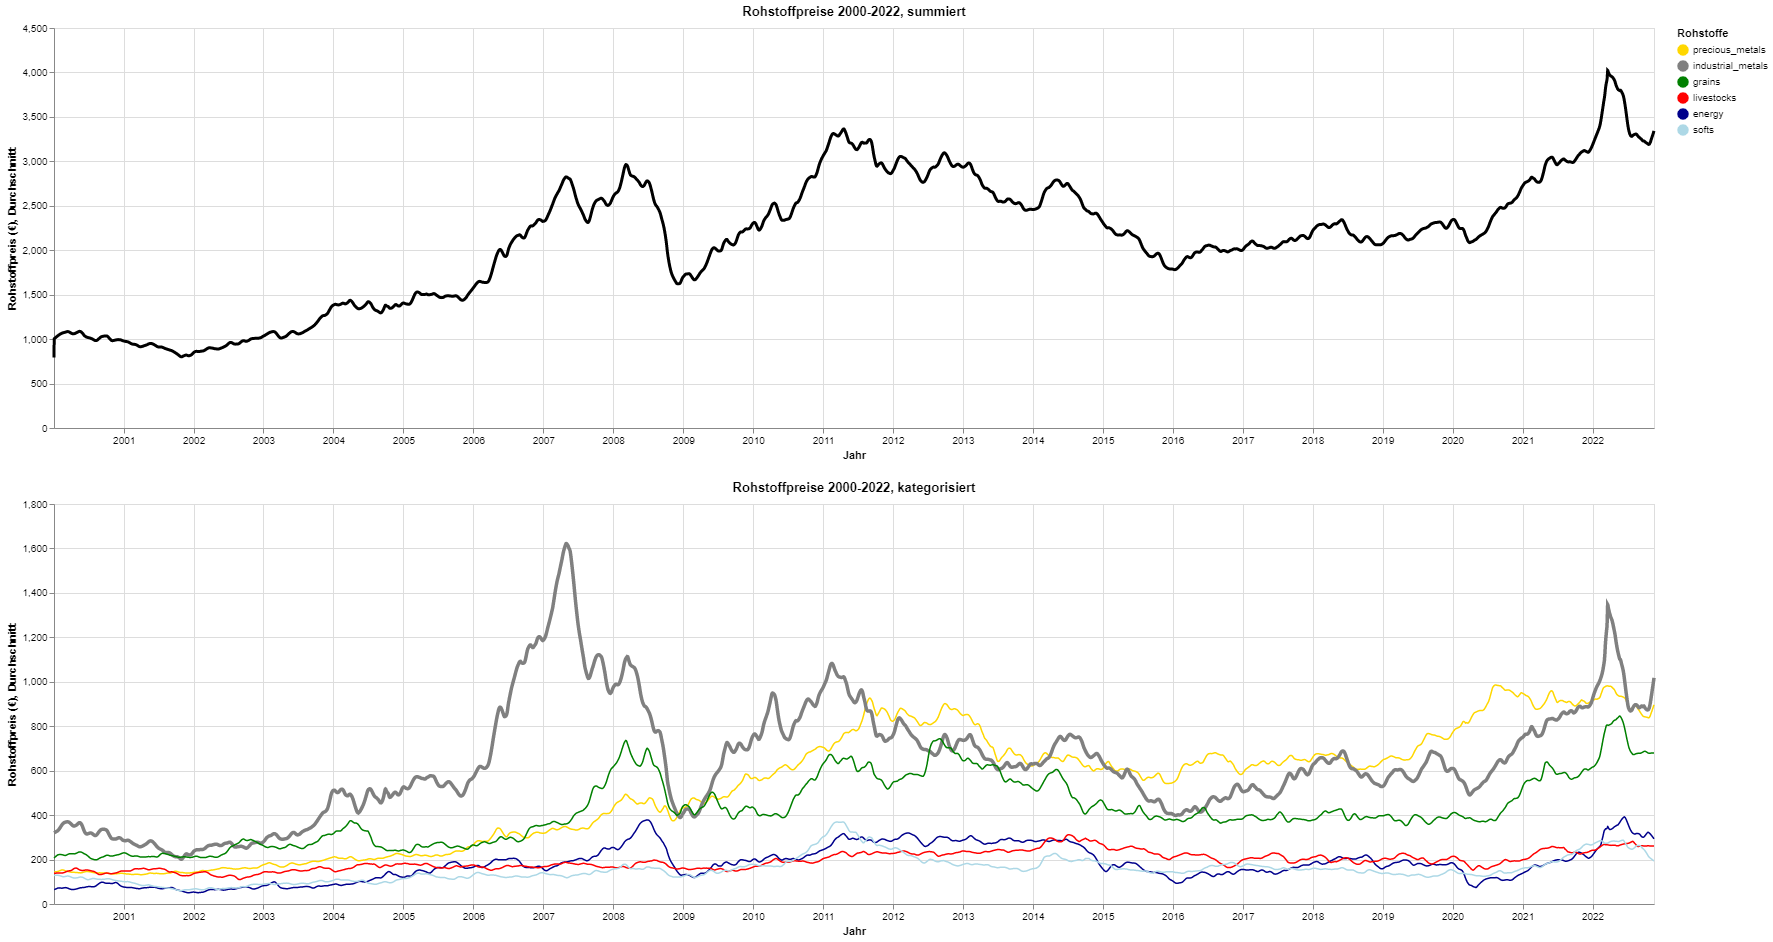 Rohstoffpreise 2000-2022, summiert
4,500
4,000
3,500
3,000
2,500
2,000
1,500
1,000
500
0
Rohstoffpreis (€), Durchschnitt
2001 2002 2003 2004 2005 2006 2007 2008 2009 2010 2011 2012 2013 2014 2015 2016 2017 2018 2019 2020 2021 2022
Jahr
Rohstoffe
precious_metals
industrial_metals
grains
livestocks
energy
softs
Rohstoffpreise 2000-2022, kategorisiert
1,800
1,600
1,400
1,200
1,000
800
600
400
200
0
Rohstoffpreis (€), Durchschnitt
2001 2002 2003 2004 2005 2006 2007 2008 2009 2010 2011 2012 2013 2014 2015 2016 2017 2018 2019 2020 2021 2022
Jahr